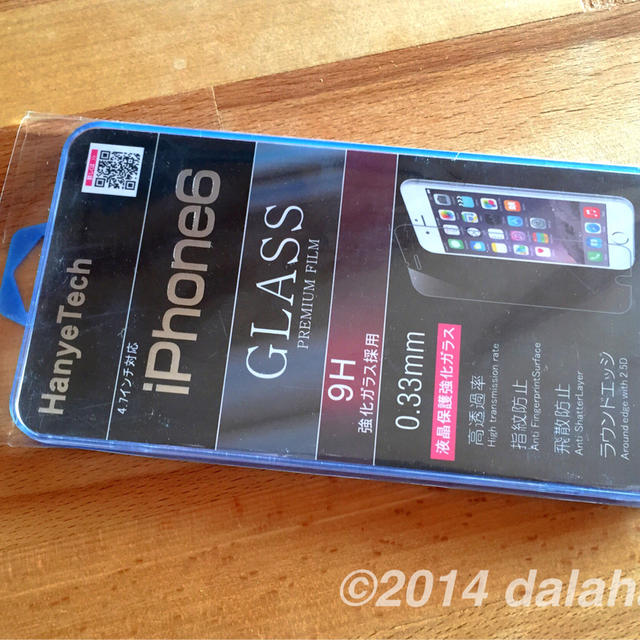 HanyeTech
4.7インチ対応
iPhone6
GLASS
PREMIUM FILM
9H
強化ガラス採用
0.33mm
液晶保護強化ガラス
高透過率
High transmission rate
指紋防止
Anti FingerprintSurface
飛散防止
Anti ShatterLayer
ラウンドエッジ
Around edge with 2.5D
©2014 dalaha